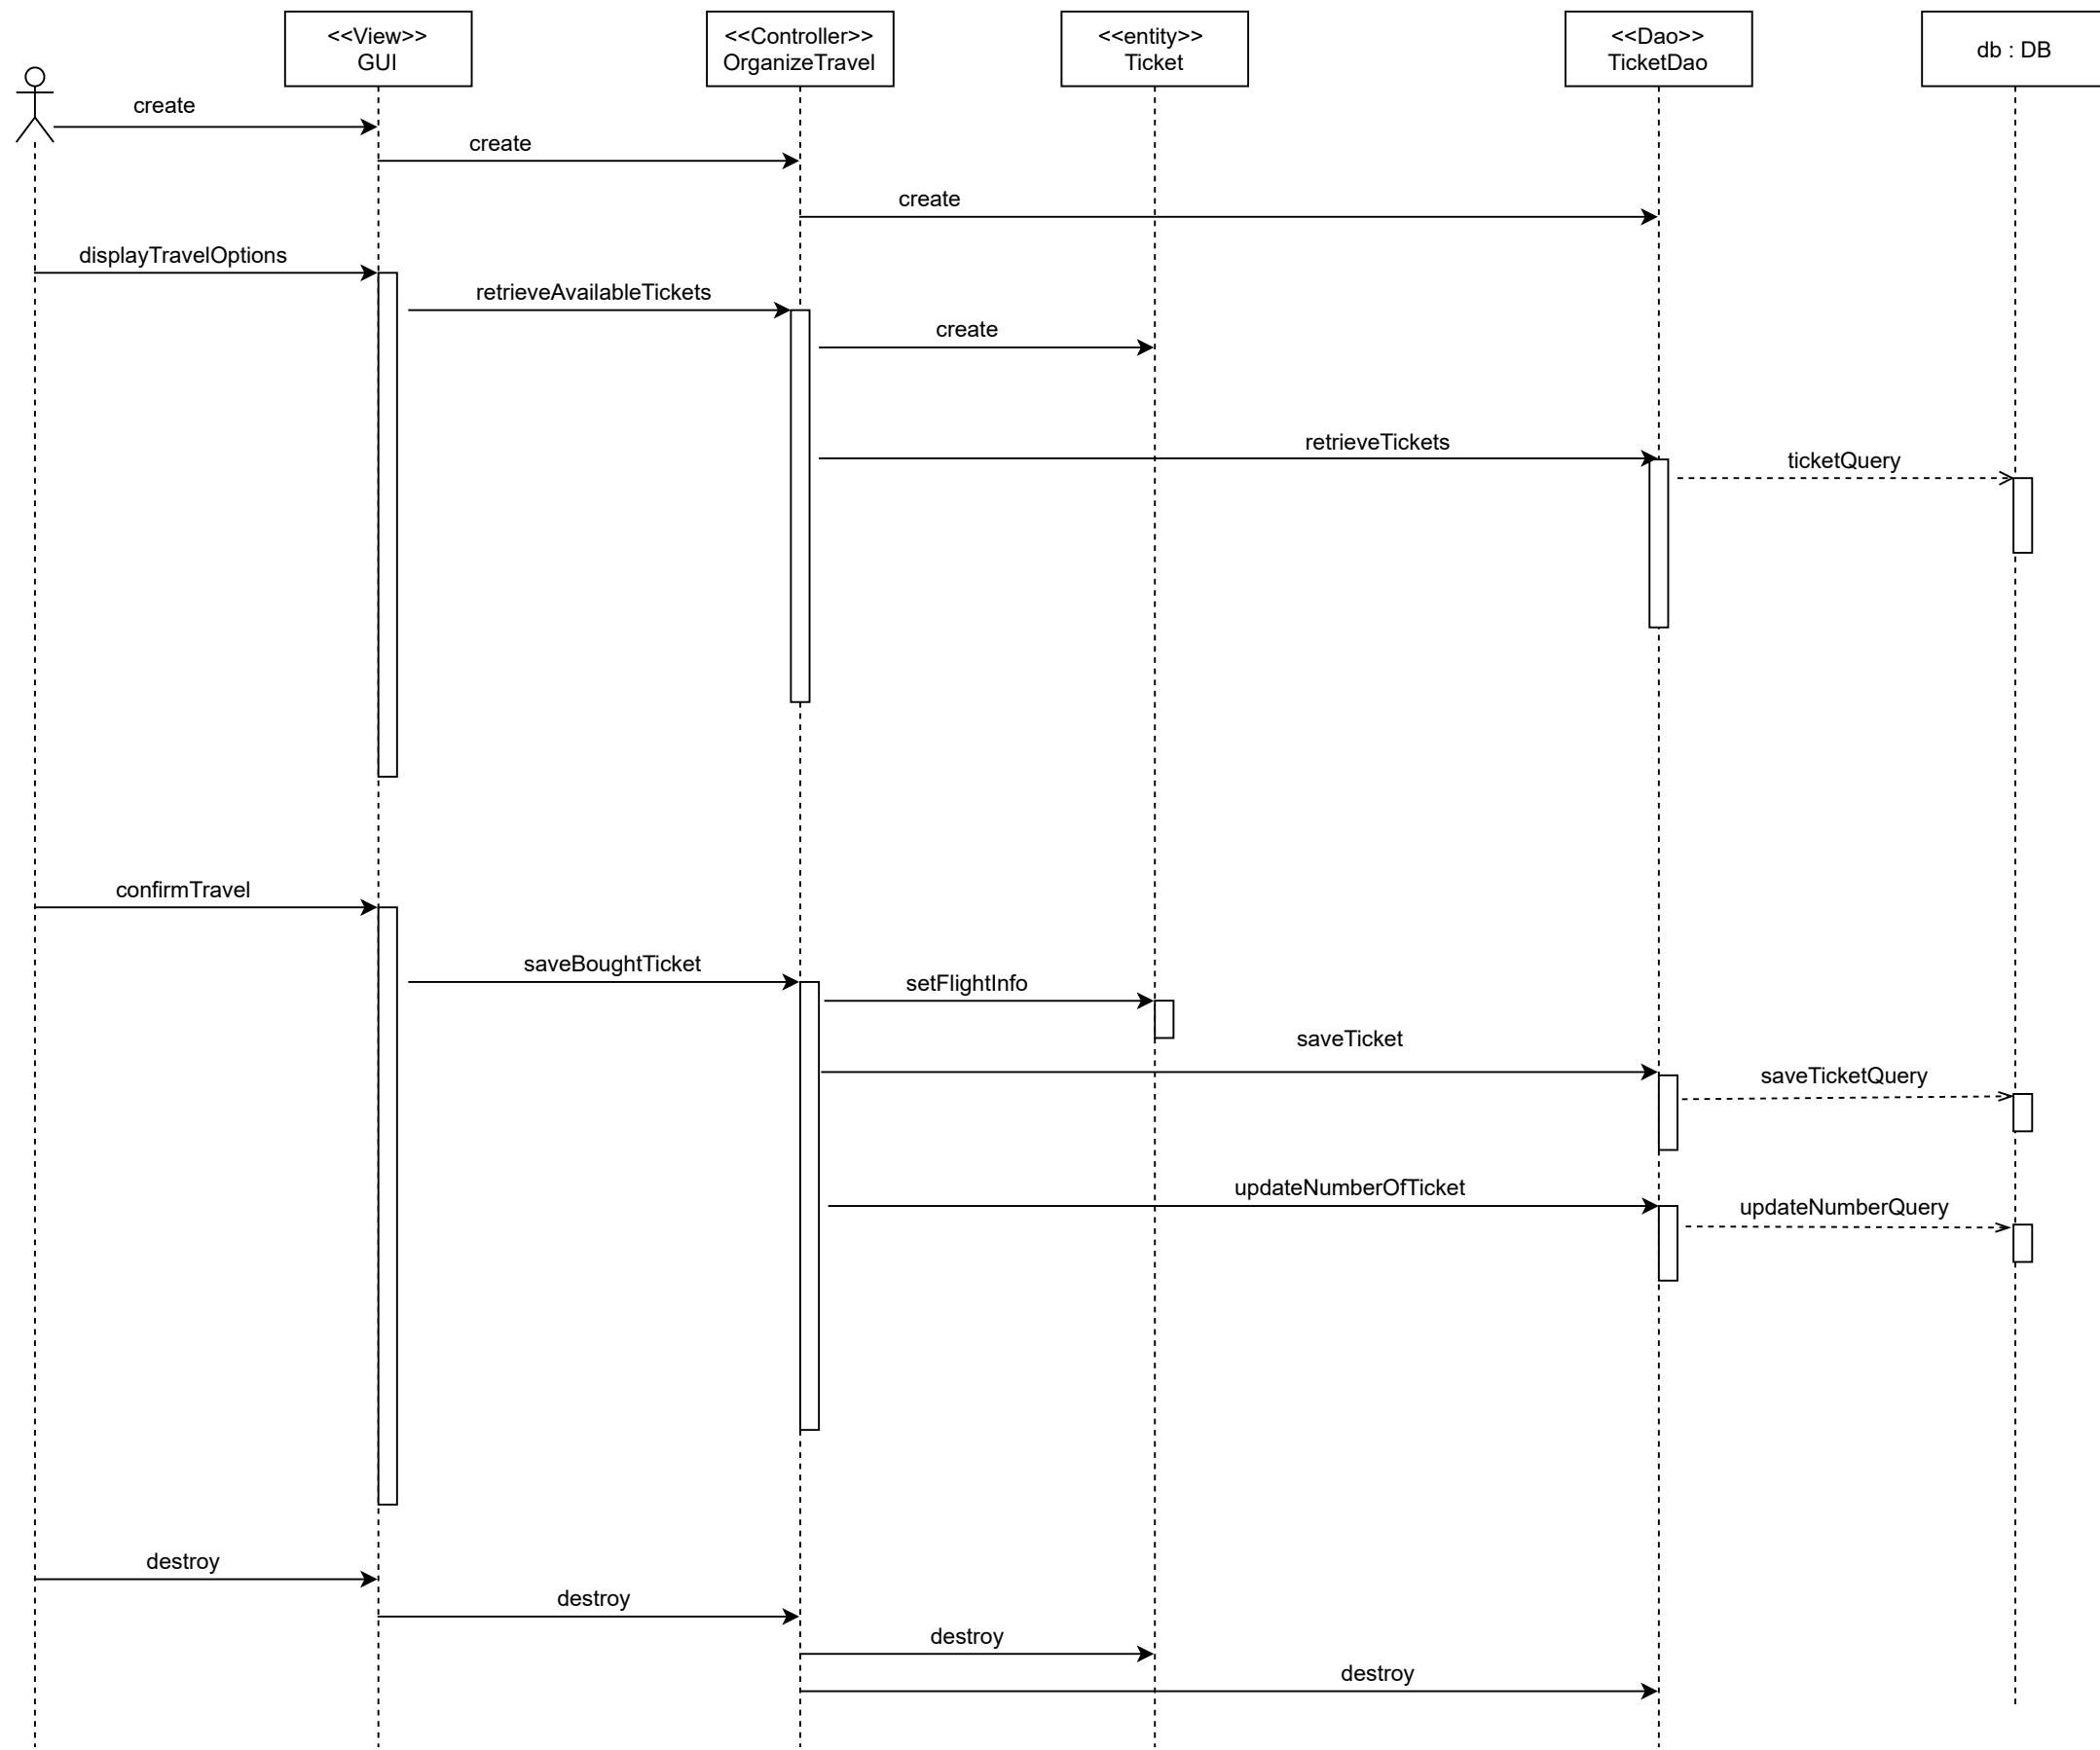 <<View>>
GUI
<<Controller>>
OrganizeTravel
<<entity>>
Ticket
<<Dao>>
TicketDao
db : DB
create
create
create
displayTravelOptions
retrieveAvailableTickets
create
retrieveTickets
ticketQuery
confirmTravel
saveBoughtTicket
setFlightInfo
saveTicket
saveTicketQuery
updateNumberOfTicket
updateNumberQuery
destroy
destroy
destroy
destroy